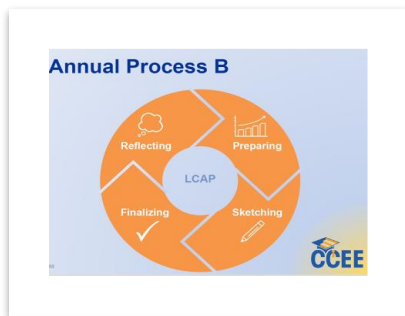 Annual Process B
Reflecting
Preparing
LCAP
Finalizing
Sketching
CCEE